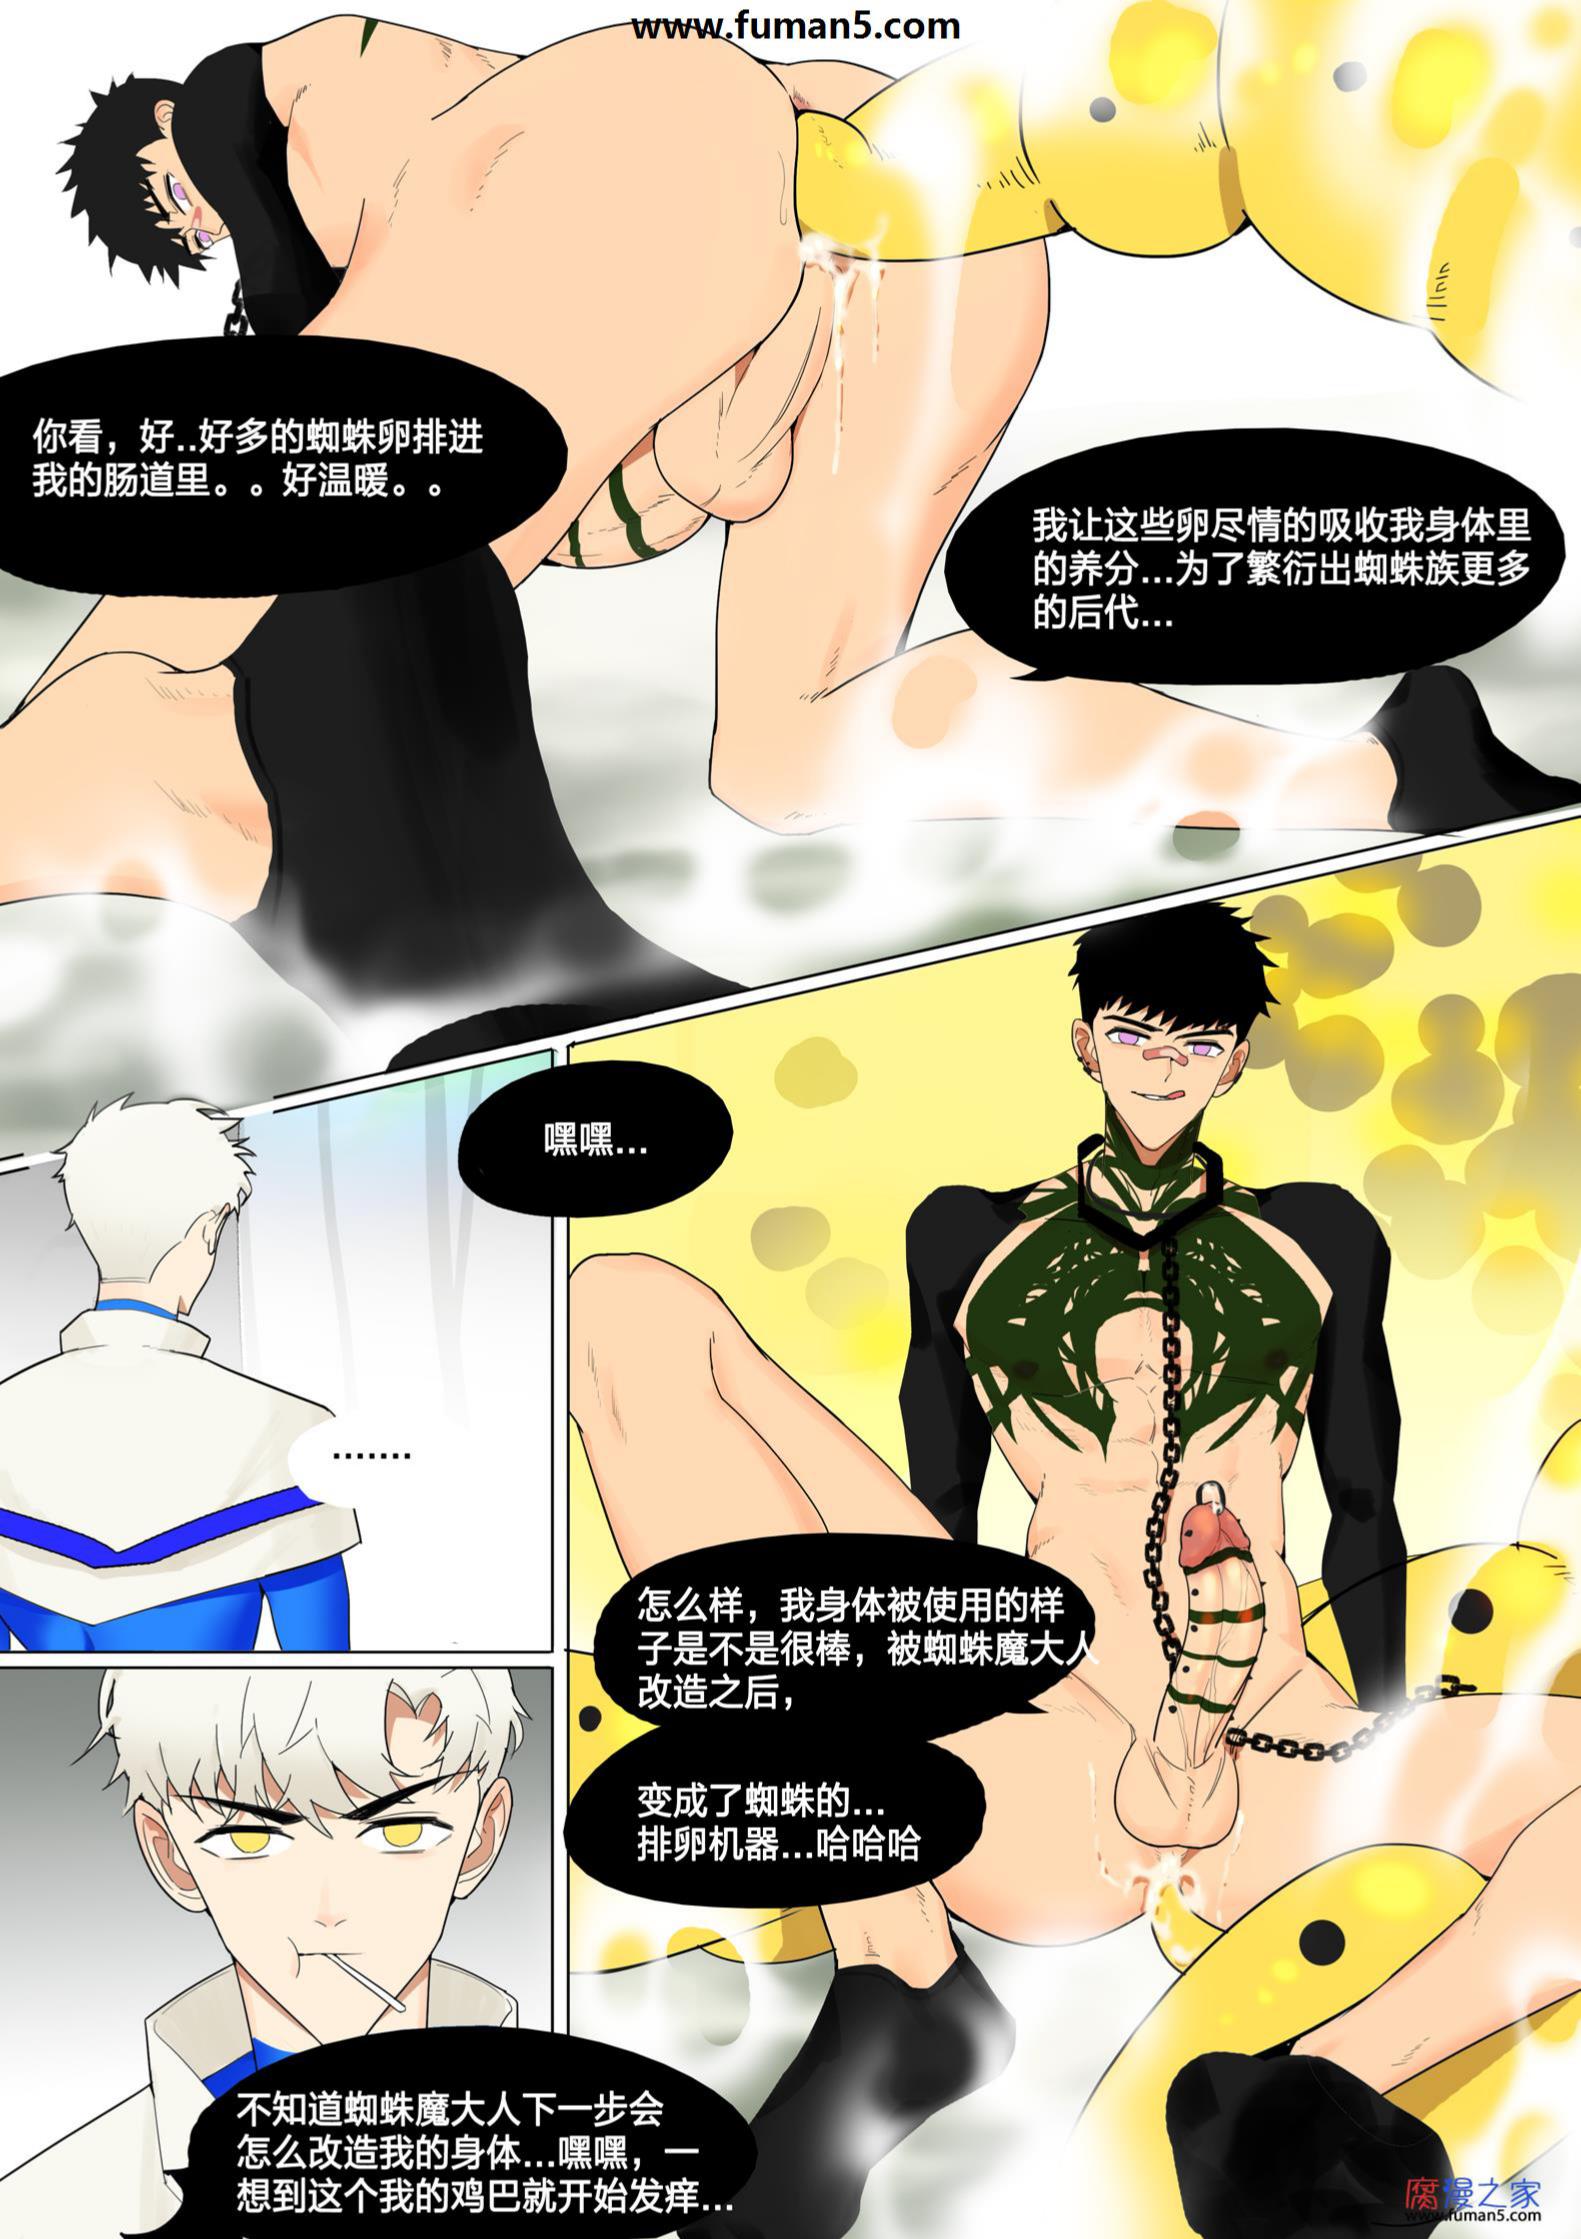 www.fuman5.com
你看，好..好多的蜘蛛卵排进
我的肠道里。。好温暖。。
我让这些卵尽情的吸收我身体里
的养分...为了繁衍出蜘蛛族更多
的后代...
嘿嘿...
.......
怎么样，我身体被使用的样
子是不是很棒，被蜘蛛魔大人
改造之后，
变成了蜘蛛的...
排卵机器...哈哈哈
不知道蜘蛛魔大人下一步会
怎么改造我的身体...嘿嘿，一
想到这个我的鸡巴就开始发痒...
腐漫之家
www.fuman5.com